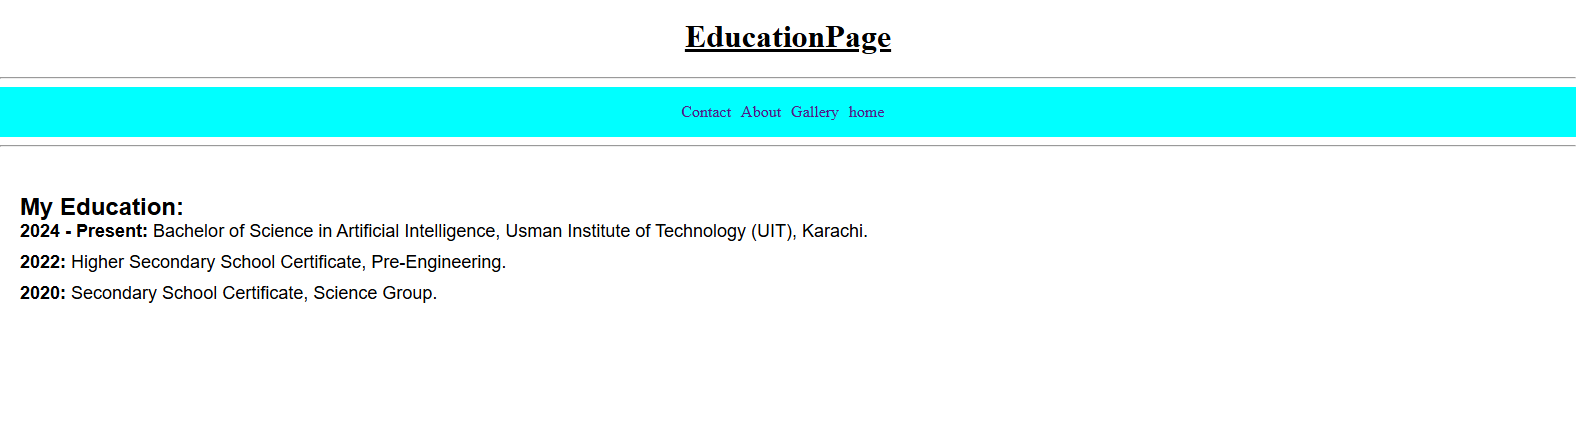 EducationPage
Contact About Gallery home
My Education:
2024 - Present: Bachelor of Science in Artificial Intelligence, Usman Institute of Technology (UIT), Karachi.
2022: Higher Secondary School Certificate, Pre-Engineering.
2020: Secondary School Certificate, Science Group.